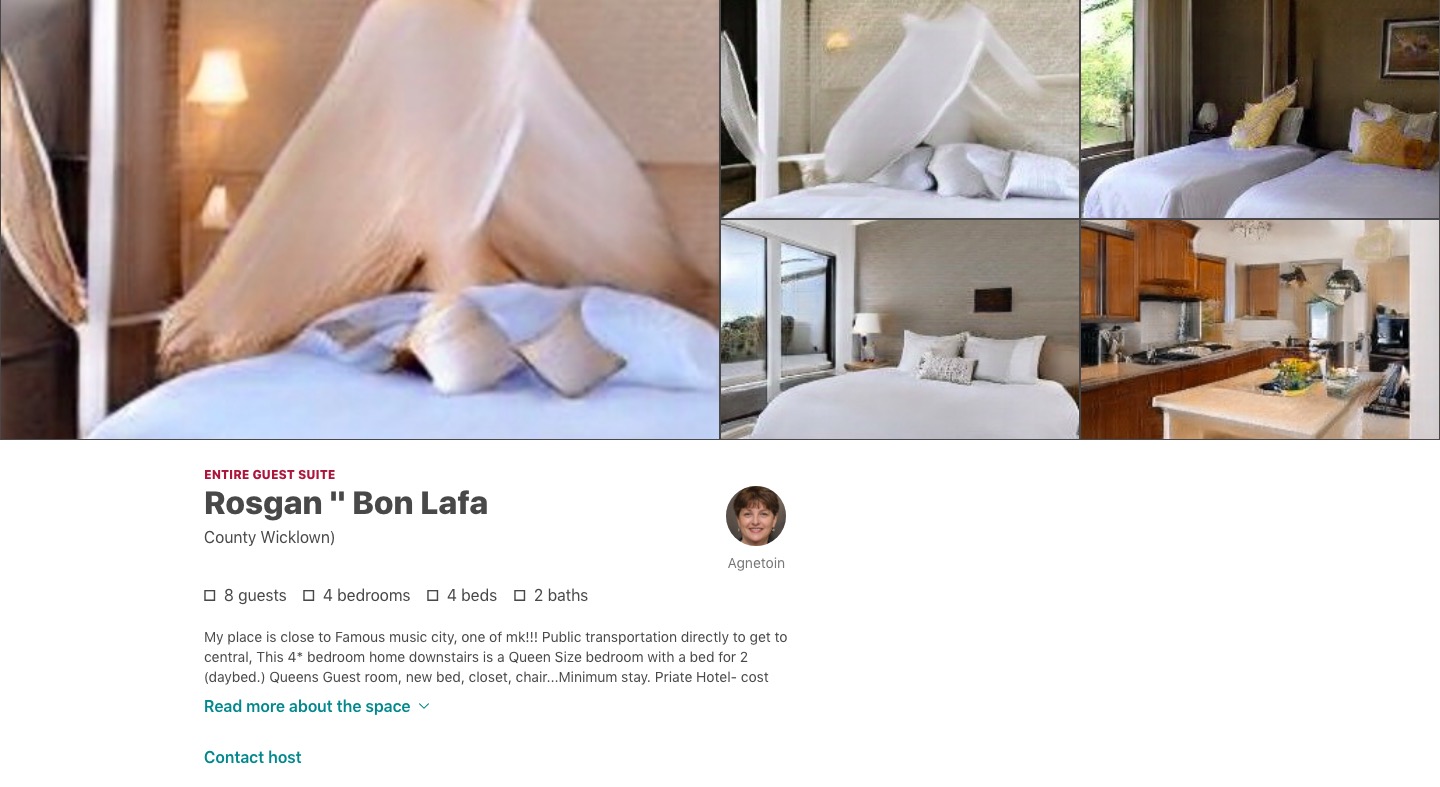 ENTIRE GUEST SUITE
Rosgan " Bon Lafa
County Wicklown)
Agnetoin
8 guests 4 bedrooms 4 beds 2 baths
My place is close to Famous music city, one of mk!!! Public transportation directly to get to
central, This 4* bedroom home downstairs is a Queen Size bedroom with a bed for 2
(daybed.) Queens Guest room, new bed, closet, chair...Minimum stay. Priate Hotel- cost
Read more about the space
Contact host